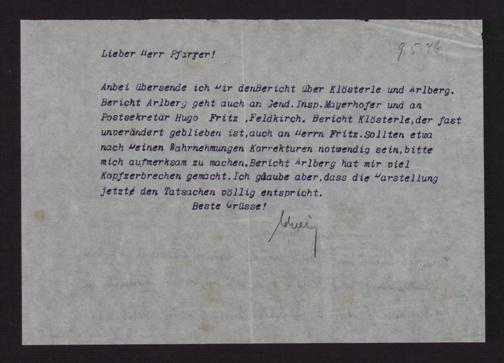 9.5.46
Lieber Herr Pfarrer!
Anbei übersende ich Dir denBericht über Klösterle und Arlberg.
Bericht Arlberg geht auch an Gend.Insp.Mayerhofer und an
Postsekretär Hugo Fritz ,Feldkirch. Bericht Klösterle,der fast
unverändert geblieben ist,auch an Herrn Fritz.Sollten etwa
nach Deinen Wahrnehmungen Korrekturen notwendig sein,bitte
mich aufmerksam zu machen.Bericht Arlberg hat mir viel
Kopfzerbrechen gemacht.Ich glaube aber,dass die Darstellung
jetzt den Tatsachen völlig entspricht.
Beste Grüsse!